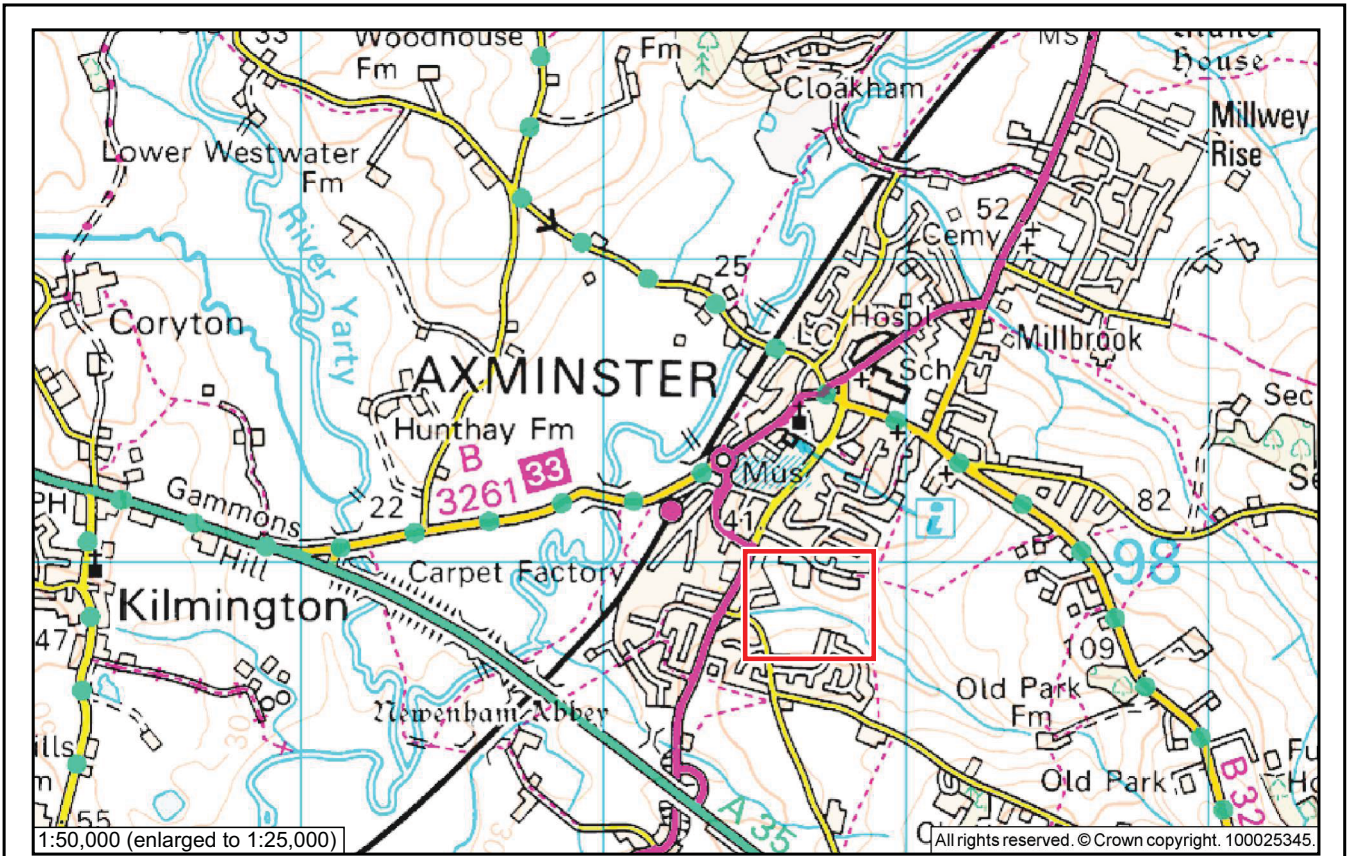 Woodhouse
Fm
Fm
MS
House
Cloakham
Millwey
Rise
Lower Westwater
Fm
River Yarty
52
Cemy
25
Coryton
LC
Hospl
Millbrook
AXMINSTER
Sch
Sec
Hunthay Fm
B
3261
33
Mus
PH
Gammons
Hill
22
41
i
82
98
Carpet Factory
Kilmington
47
109
Old Park
Fm
Newenham Abbey
ills
m
Old Park
A 35
B 32
55
1:50,000 (enlarged to 1:25,000)
All rights reserved. © Crown copyright. 100025345.